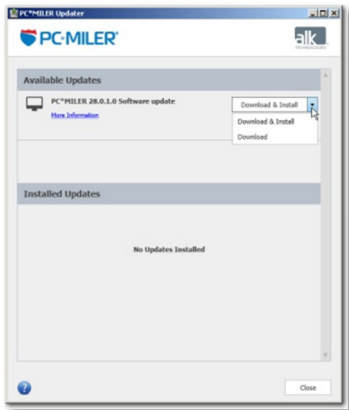 PC*MILER Updater
PC·MILER
alk
TECHNOLOGIES
Available Updates
PC*MILER 28.0.1.0 Software update
Download & Install
More Information
Download & Install
Download
Installed Updates
No Updates Installed
?
Close